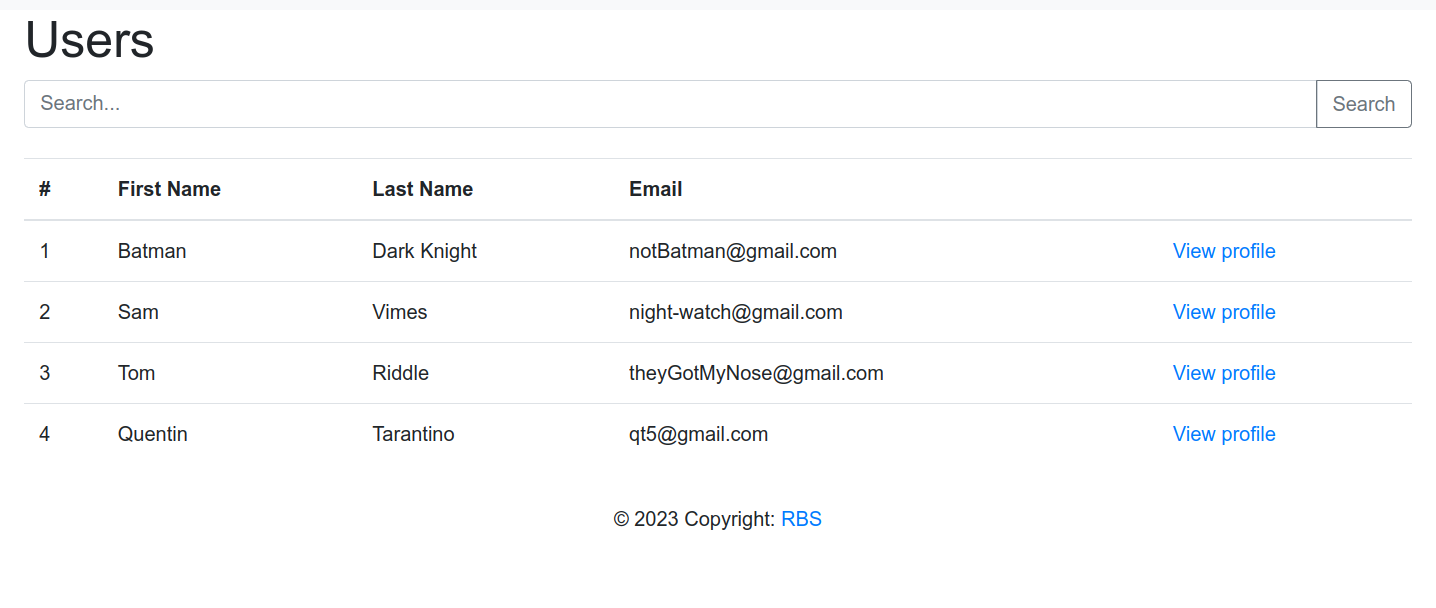 Users
Search... Search
# First Name Last Name Email
1 Batman Dark Knight notBatman@gmail.com View profile
2 Sam Vimes night-watch@gmail.com View profile
3 Tom Riddle theyGotMyNose@gmail.com View profile
4 Quentin Tarantino qt5@gmail.com View profile
© 2023 Copyright: RBS